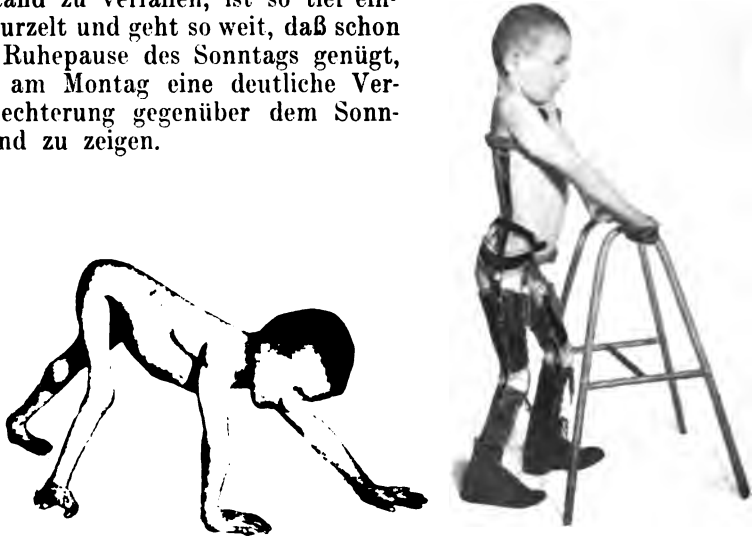 zu verfallen, ist so tief ein-
urzelt und geht so weit, daß schon
Ruhepause des Sonntags genügt,
am Montag eine deutliche Ver-
echterung gegenüber dem Sonn-
nd zu zeigen.